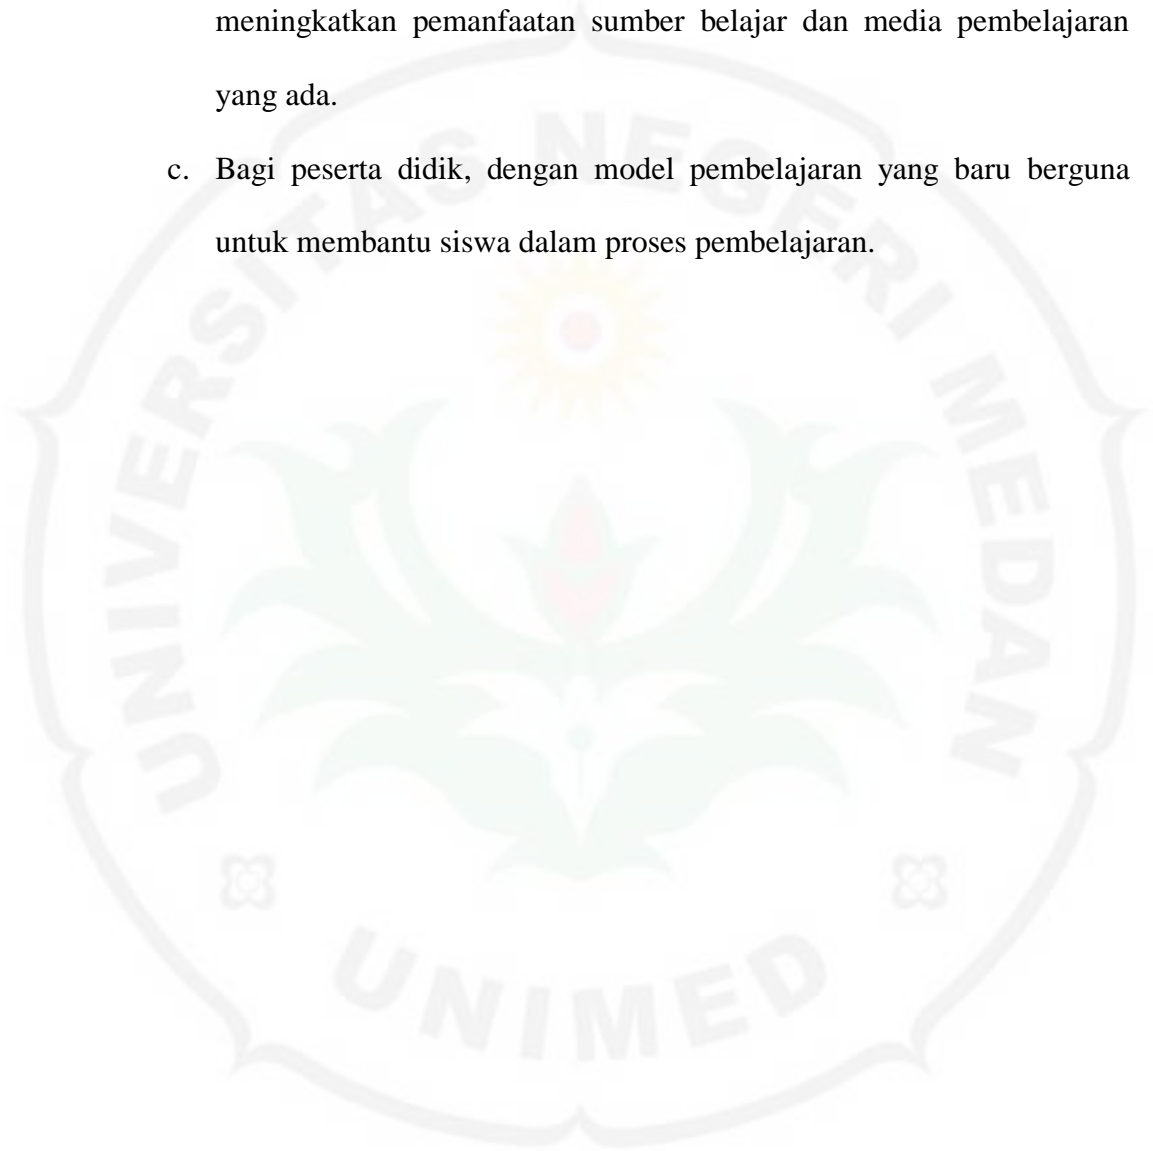 meningkatkan pemanfaatan sumber belajar dan media pembelajaran
yang ada.
c. Bagi peserta didik, dengan model pembelajaran yang baru berguna
untuk membantu siswa dalam proses pembelajaran.
UNIVERSITAS NEGERI MEDAN
UNIMED